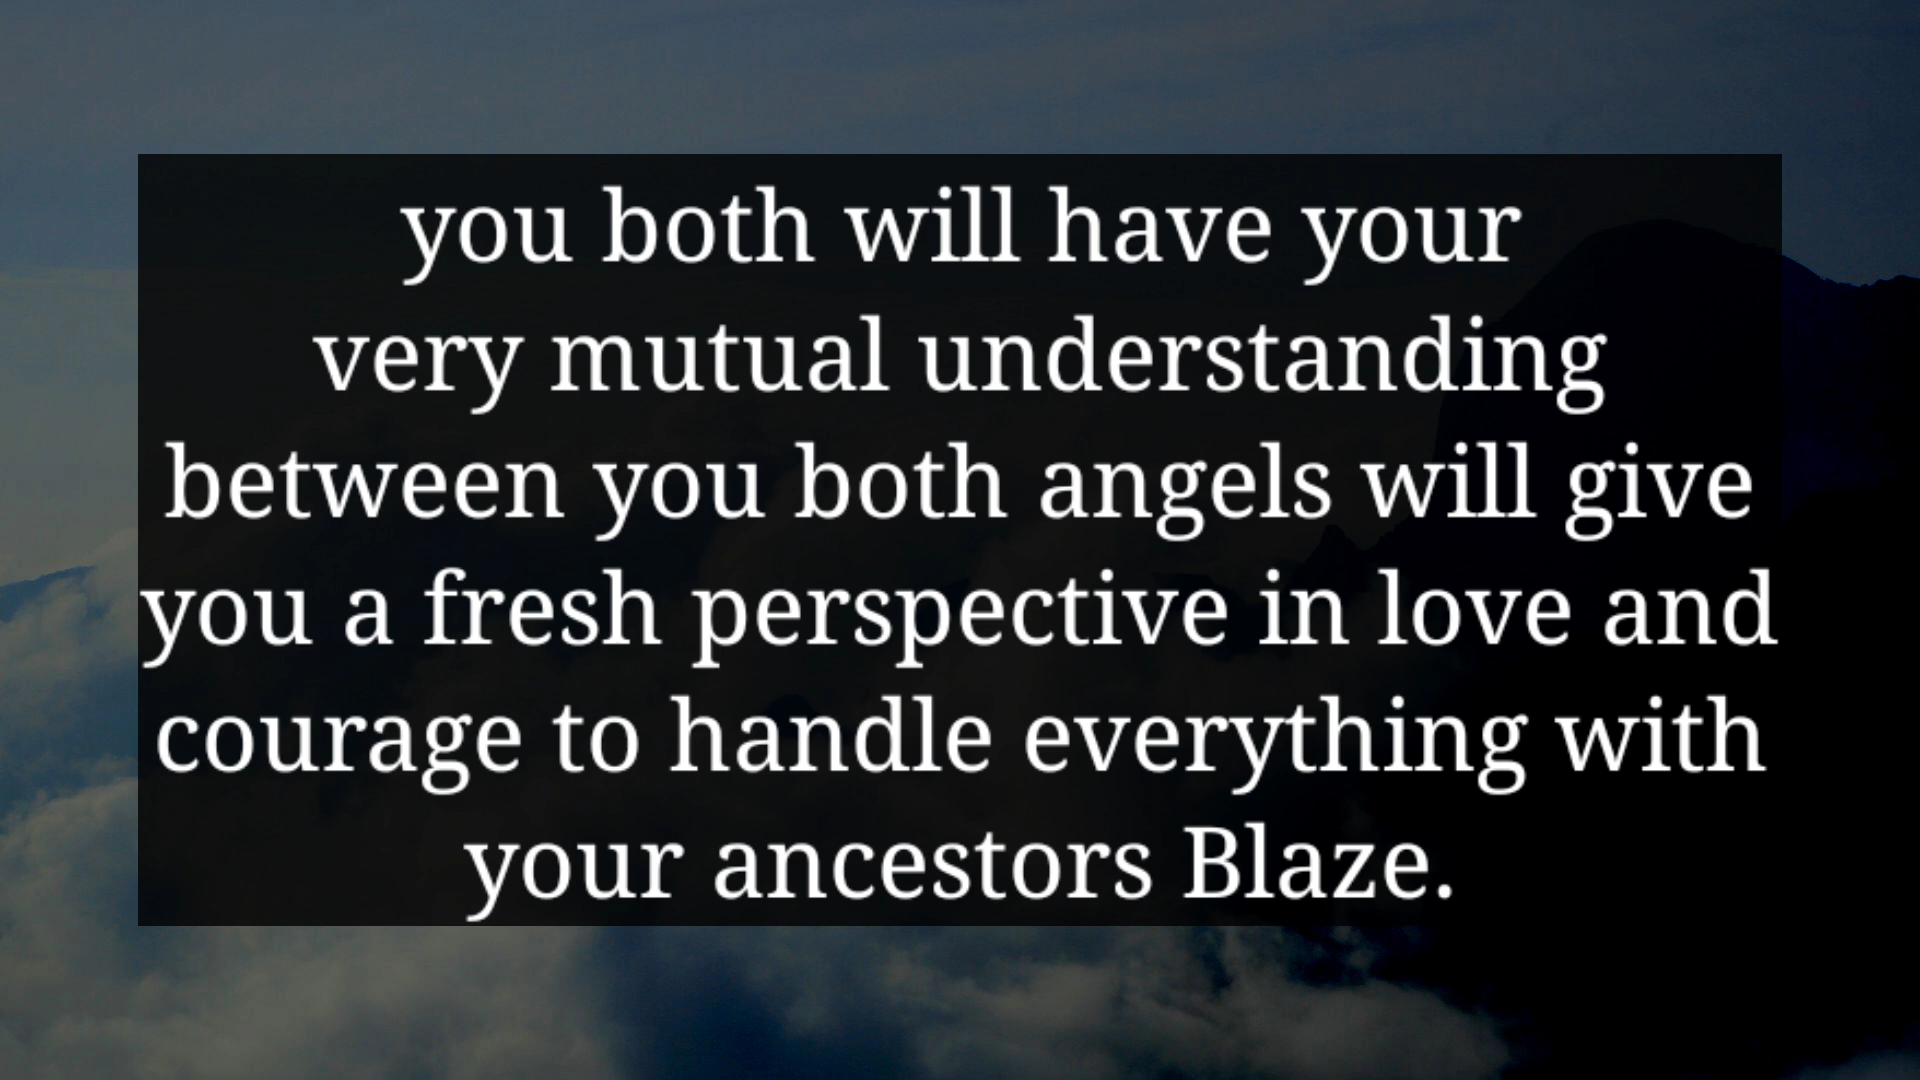 you both will have your
very mutual understanding
between you both angels will give
you a fresh perspective in love and
courage to handle everything with
your ancestors Blaze.